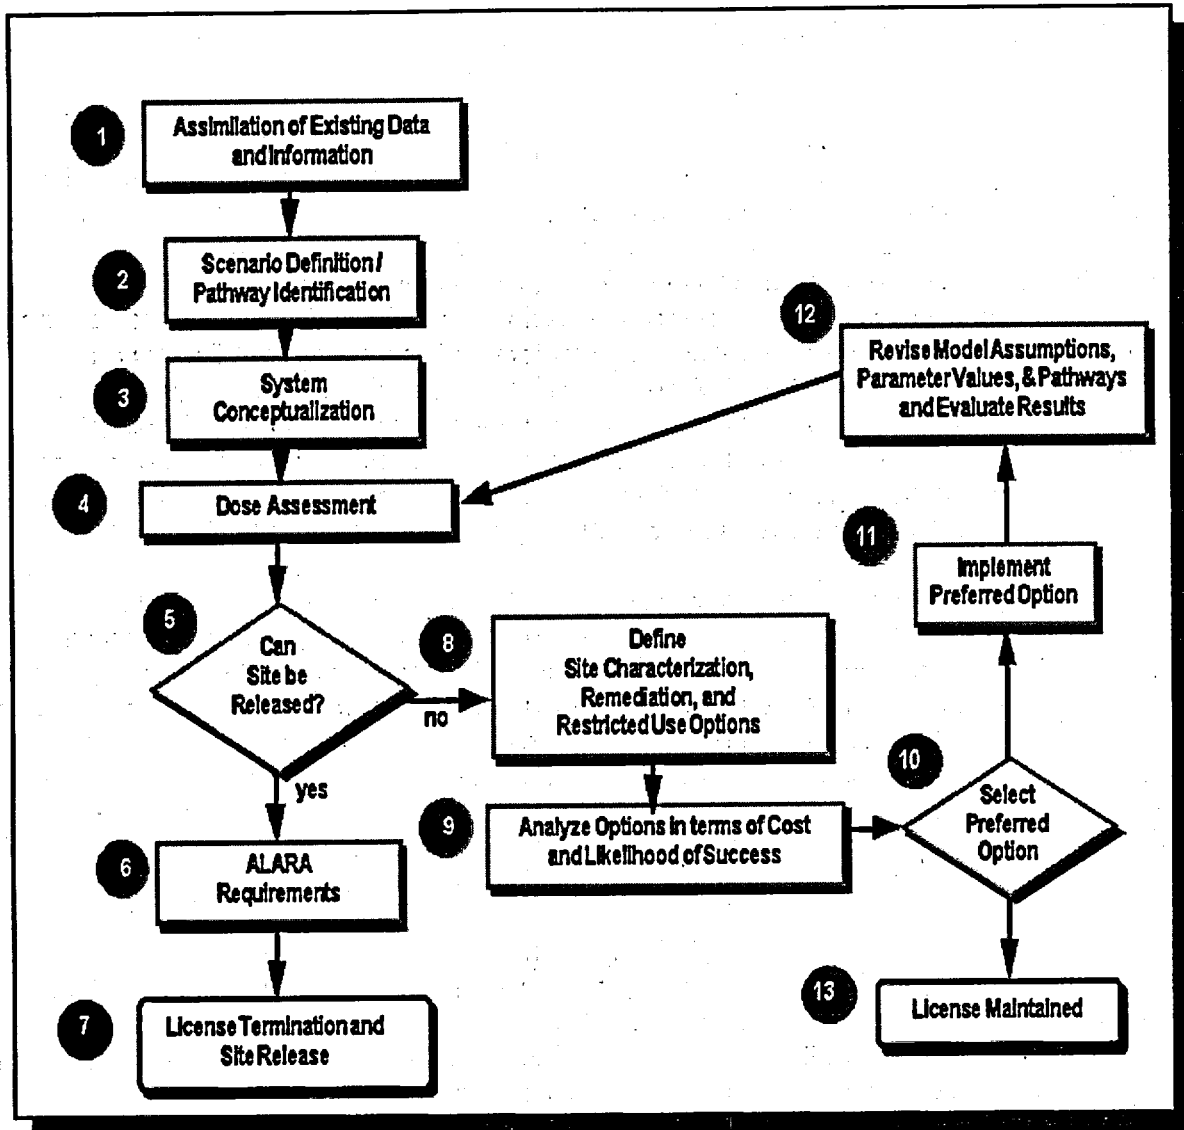 1
Assimilation of Existing Data
and Information
2
Scenario Definition /
Pathway Identification
3
System
Conceptualization
4
Dose Assessment
5
Can
Site be
Released?
yes
no
6
ALARA
Requirements
7
License Termination and
Site Release
8
Define
Site Characterization,
Remediation, and
Restricted Use Options
9
Analyze Options in terms of Cost
and Likelihood of Success
10
Select
Preferred
Option
11
Implement
Preferred Option
12
Revise Model Assumptions,
Parameter Values, & Pathways
and Evaluate Results
13
License Maintained